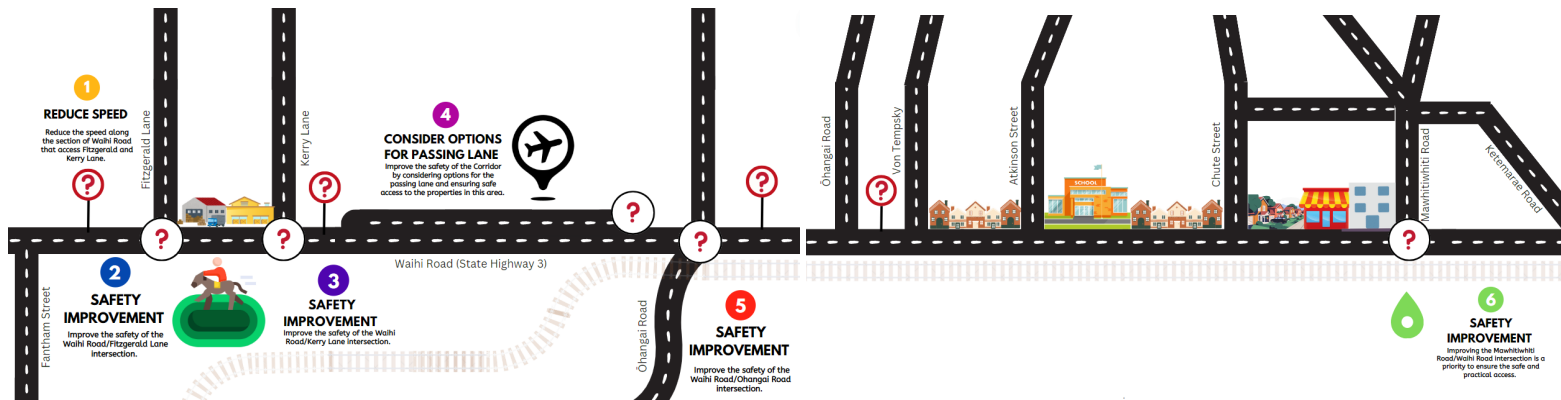 1
REDUCE SPEED
Reduce the speed along
the section of Waihi Road
that access Fitzgerald and
Kerry Lane.
?
Fitzgerald Lane
Kerry Lane
?
4
CONSIDER OPTIONS
FOR PASSING LANE
Improve the safety of the Corridor
by considering options for the
passing lane and ensuring safe
access to the properties in this area.
?
?
?
?
?
Waihi Road (State Highway 3)
Fantham Street
2
SAFETY
IMPROVEMENT
Improve the safety of the
Waihi Road/Fitzgerald Lane
intersection.
3
SAFETY
IMPROVEMENT
Improve the safety of the Waihi
Road/Kerry Lane intersection.
Ōhangai Road
5
SAFETY
IMPROVEMENT
Improve the safety of the
Waihi Road/Ohangai Road
intersection.
Ōhangai Road
?
Von Tempsky
Atkinson Street
SCHOOL
Chute Street
Mawhitiwhiti Road
Ketemarae Road
?
6
SAFETY
IMPROVEMENT
Improving the Mawhitiwhiti
Road/Waihi Road intersection is a
priority to ensure the safe and
practical access.